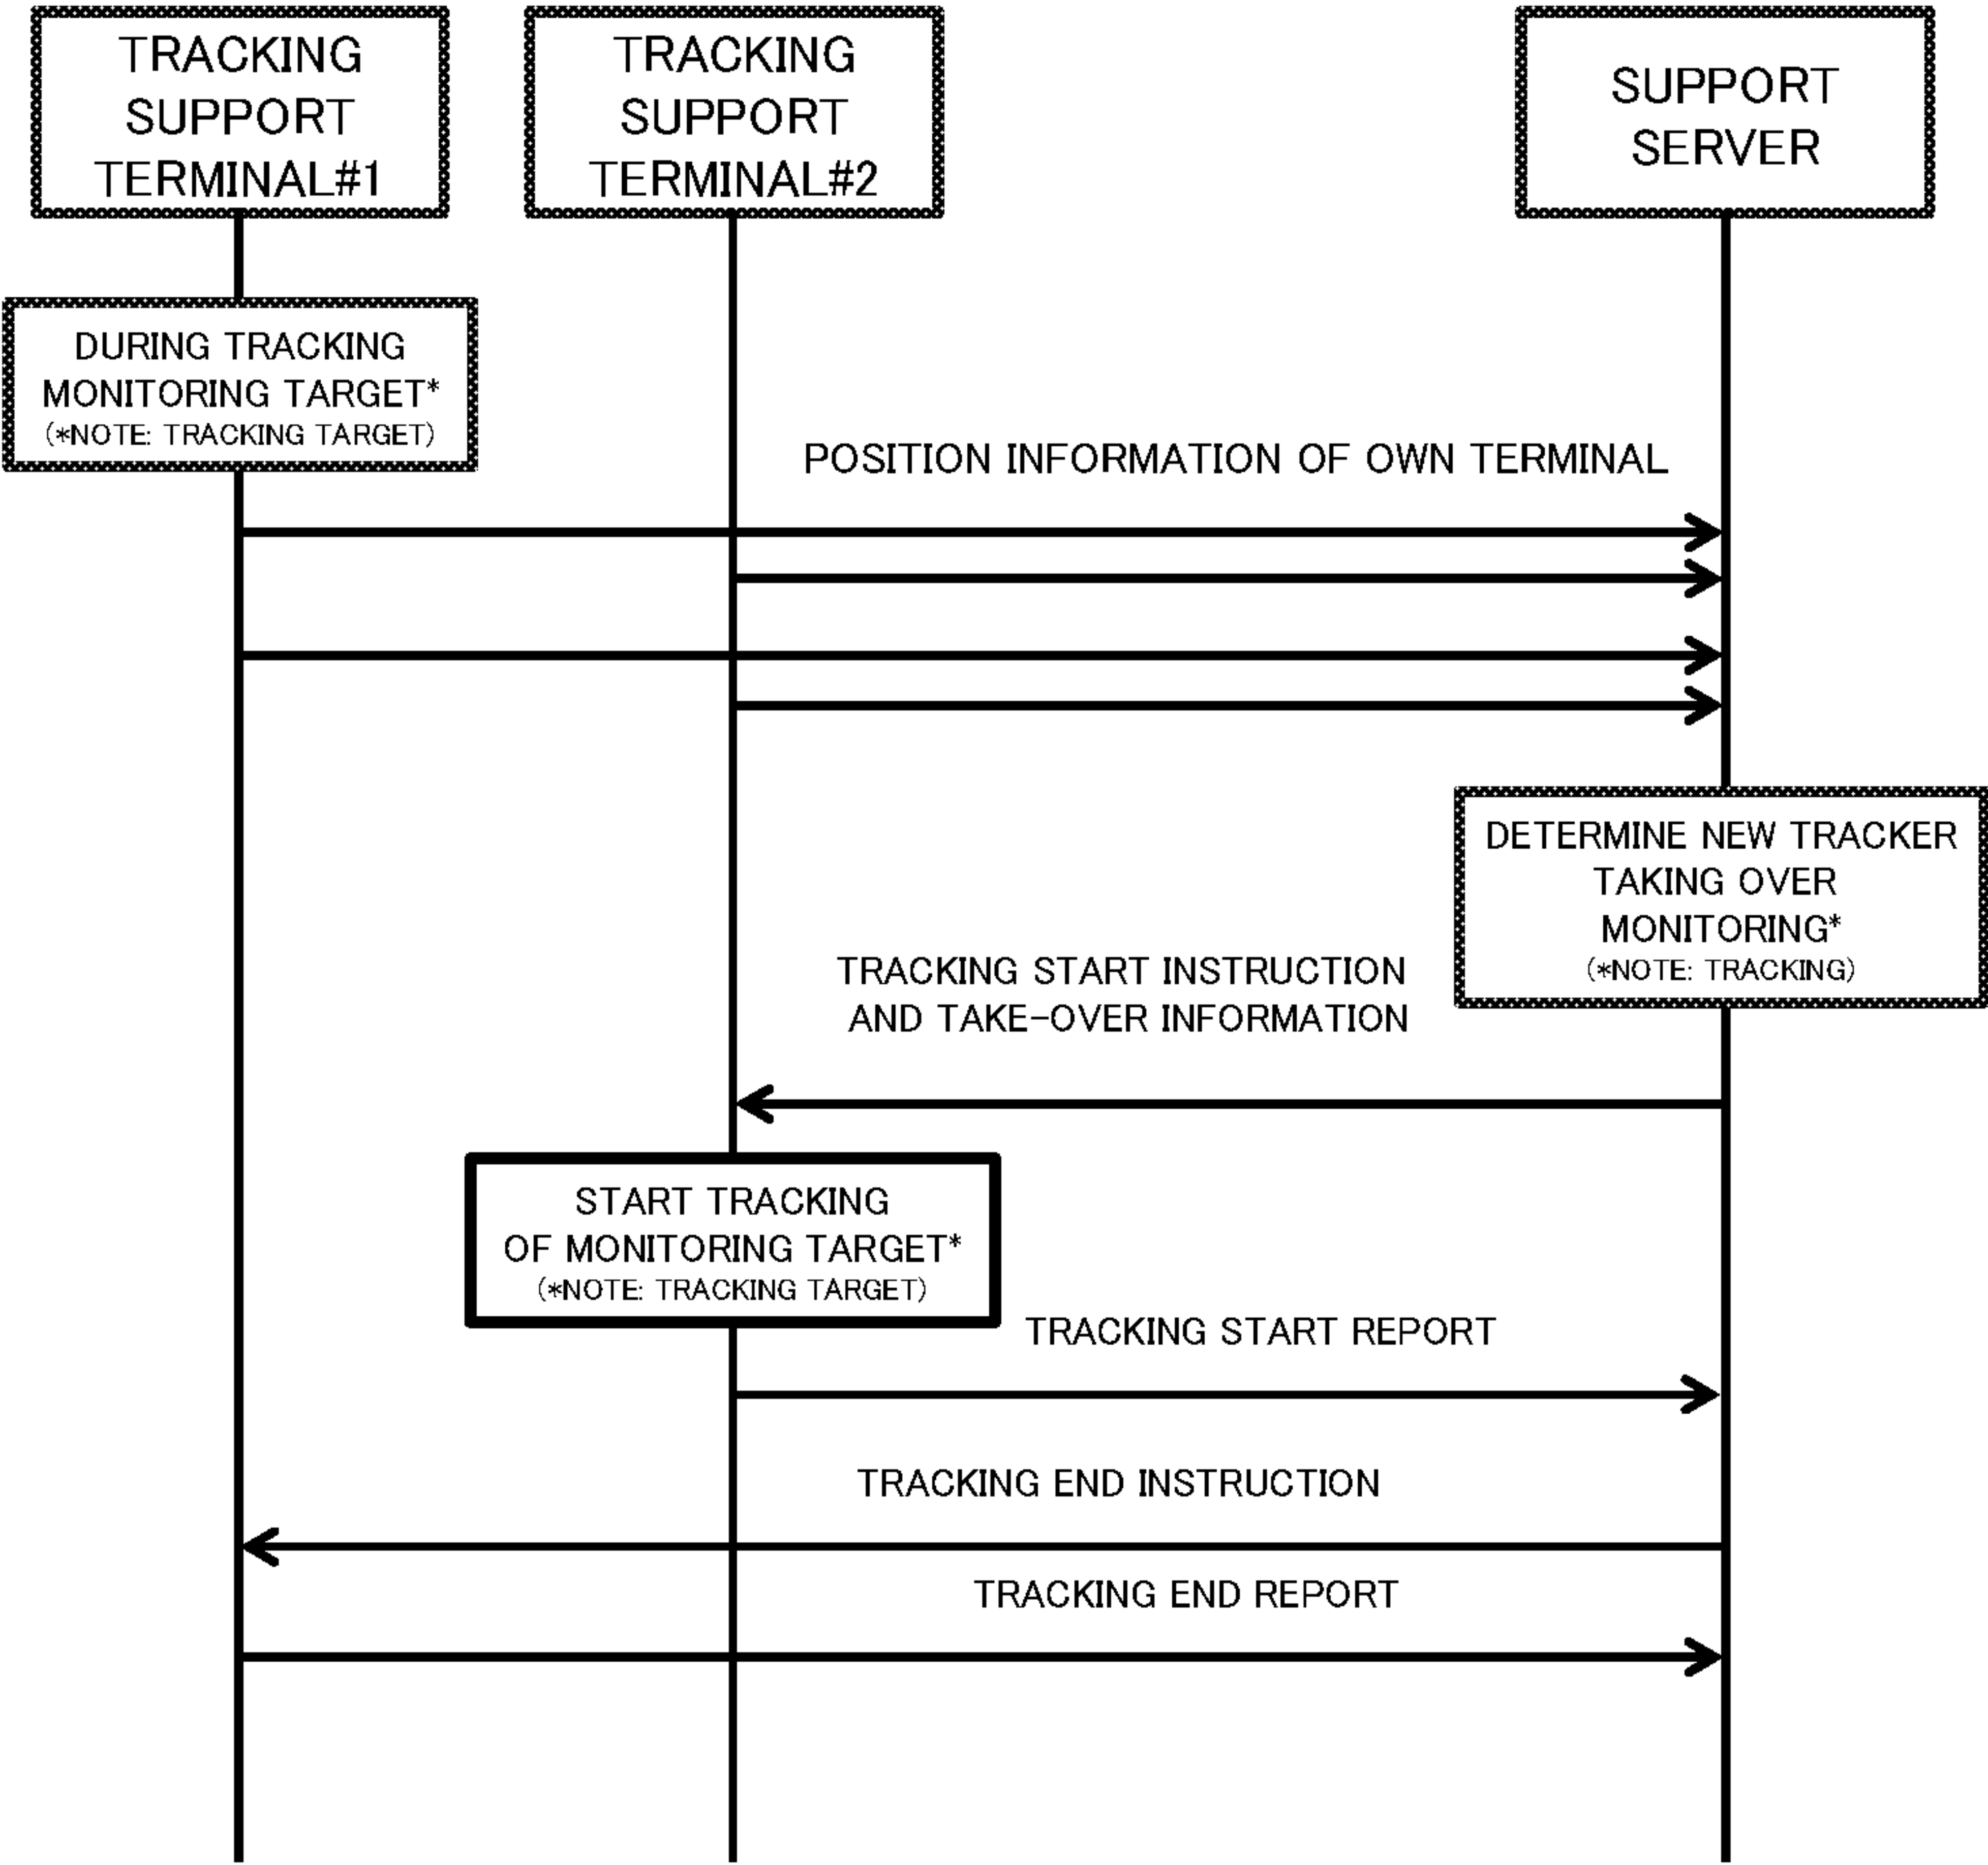 TRACKING
SUPPORT
TERMINAL#1
TRACKING
SUPPORT
TERMINAL#2
SUPPORT
SERVER
DURING TRACKING
MONITORING TARGET*
(*NOTE: TRACKING TARGET)
POSITION INFORMATION OF OWN TERMINAL
DETERMINE NEW TRACKER
TAKING OVER
MONITORING*
(*NOTE: TRACKING)
TRACKING START INSTRUCTION
AND TAKE-OVER INFORMATION
START TRACKING
OF MONITORING TARGET*
(*NOTE: TRACKING TARGET)
TRACKING START REPORT
TRACKING END INSTRUCTION
TRACKING END REPORT